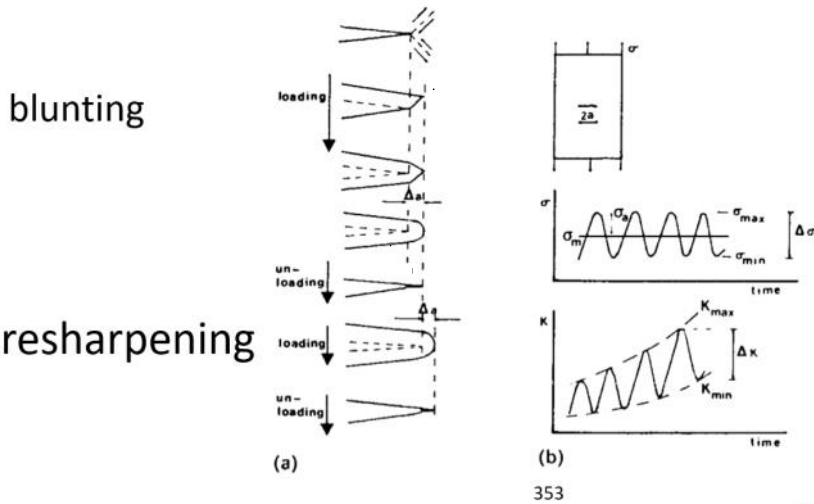 blunting
resharpening
loading
Δa
un-
loading
Δa
loading
un-
loading
(a)
σ
2a
σ
σa
σmax
σm
σmin
Δσ
time
K
Kmax
ΔK
Kmin
time
(b)
353